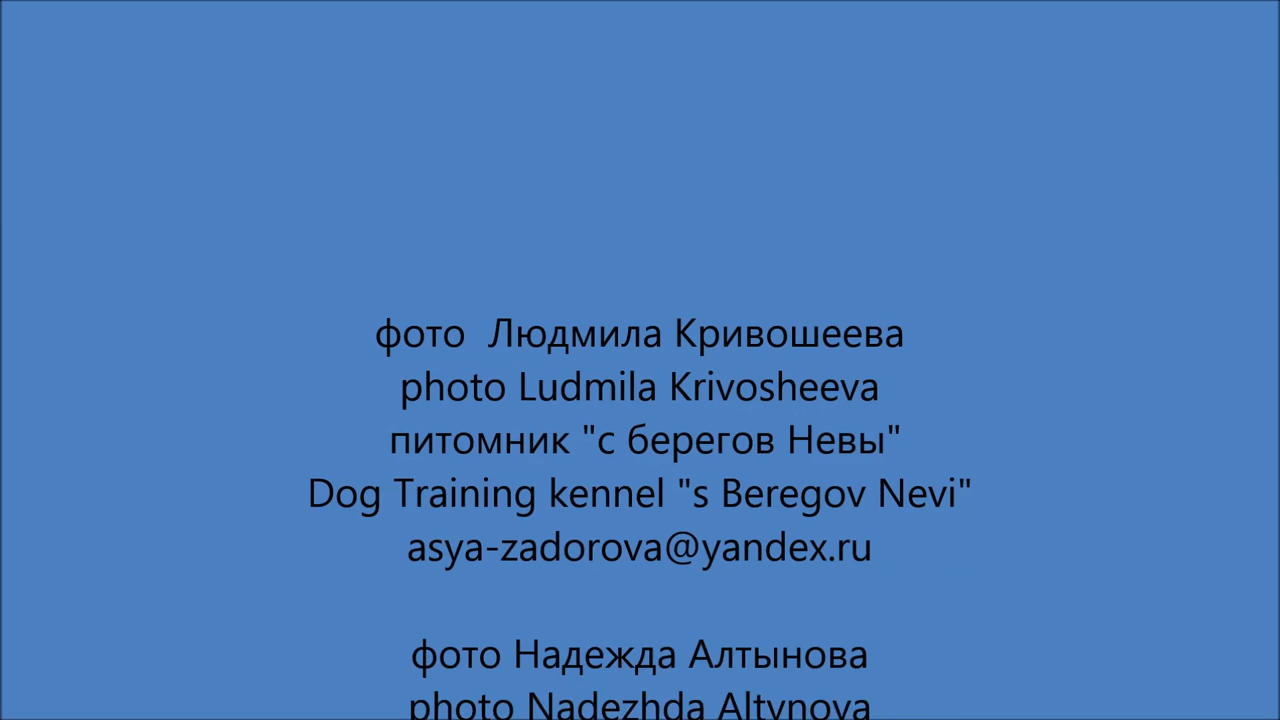 фото Людмила Кривошеева
photo Ludmila Krivosheeva
питомник "с берегов Невы"
Dog Training kennel "s Beregov Nevi"
asya-zadorova@yandex.ru
фото Надежда Алтынова
photo Nadezhda Altynova